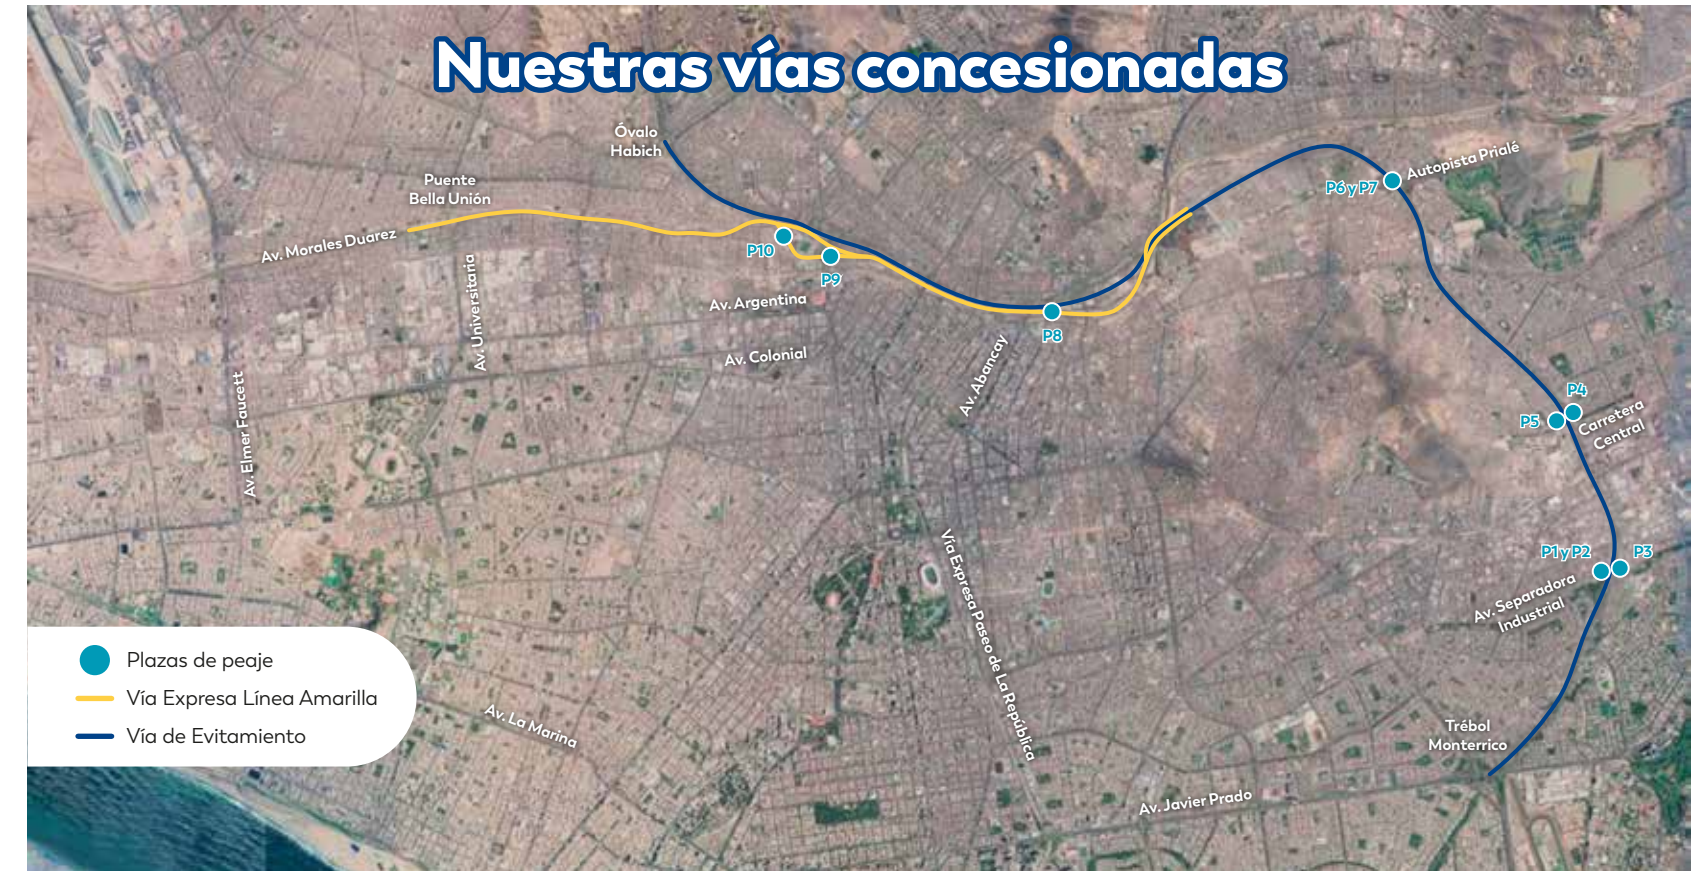 Nuestras vías concesionadas
Óvalo
Habich
Puente
Bella Unión
Av. Morales Duarez
Autopista Prialé
P6 y P7
P10
P9
P8
Av. Universitaria
Av. Argentina
Av. Colonial
Av. Abancay
Av. Elmer Faucett
P4
P5
Carretera
Central
P1 y P2
P3
Av. Separadora
Industrial
Vía Expresa Paseo de La República
Plazas de peaje
Vía Expresa Línea Amarilla
Vía de Evitamiento
Av. La Marina
Trébol
Monterrico
Av. Javier Prado